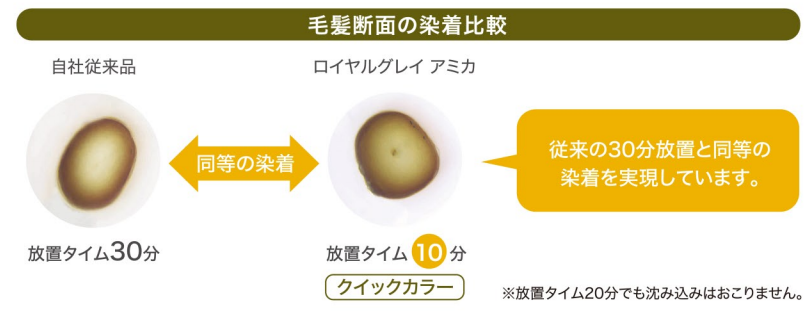 毛髪断面の染着比較
自社従来品
ロイヤルグレイ アミカ
同等の染着
従来の30分放置と同等の
染着を実現しています。
放置タイム30分
放置タイム 10 分
クイックカラー
※放置タイム20分でも沈み込みはおこりません。